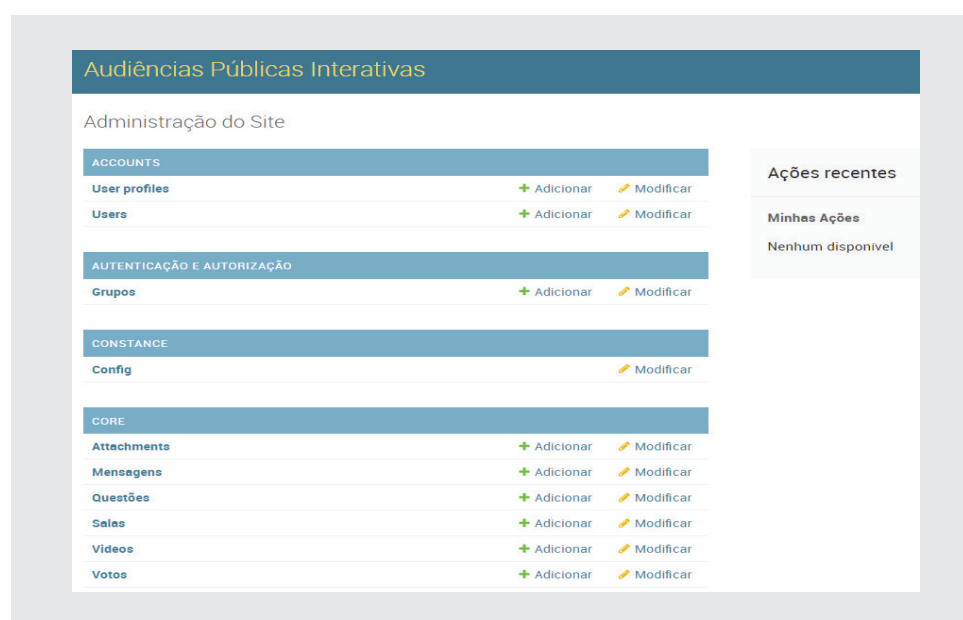 Audiências Públicas Interativas
Administração do Site
ACCOUNTS
User profiles Adicionar Modificar
Users Adicionar Modificar
AUTENTICAÇÃO E AUTORIZAÇÃO
Grupos Adicionar Modificar
CONSTANCE
Config Modificar
CORE
Attachments Adicionar Modificar
Mensagens Adicionar Modificar
Questões Adicionar Modificar
Salas Adicionar Modificar
Videos Adicionar Modificar
Votos Adicionar Modificar
Ações recentes
Minhas Ações
Nenhum disponivel